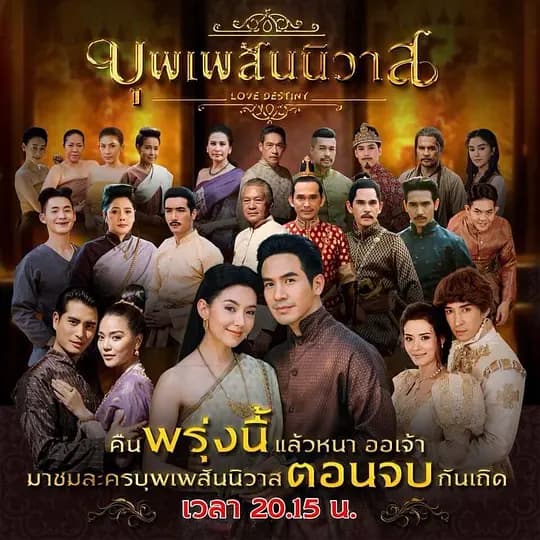 บุพเพสันนิวาส
LOVE DESTINY
คืนพรุ่งนี้แล้วหนา ออเจ้า
มาชมละครบุพเพสันนิวาส ตอนจบ กันเถิด
เวลา 20.15 น.